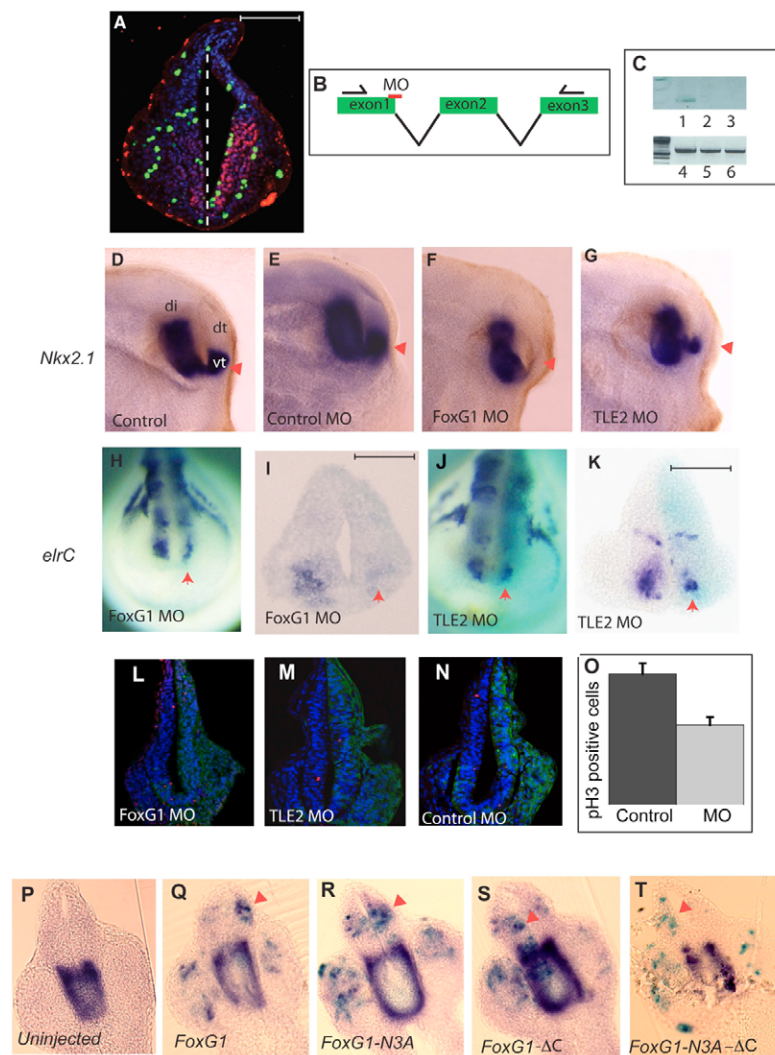 A
B
MO
exon1
exon2
exon3
C
1 2 3
4 5 6
Nkx2.1
D
di
dt
vt
Control
E
Control MO
F
FoxG1 MO
G
TLE2 MO
elrC
H
FoxG1 MO
I
FoxG1 MO
J
TLE2 MO
K
TLE2 MO
L
FoxG1 MO
M
TLE2 MO
N
Control MO
O
pH3 positive cells
Control
MO
P
Uninjected
Q
FoxG1
R
FoxG1-N3A
S
FoxG1-ΔC
T
FoxG1-N3A-ΔC